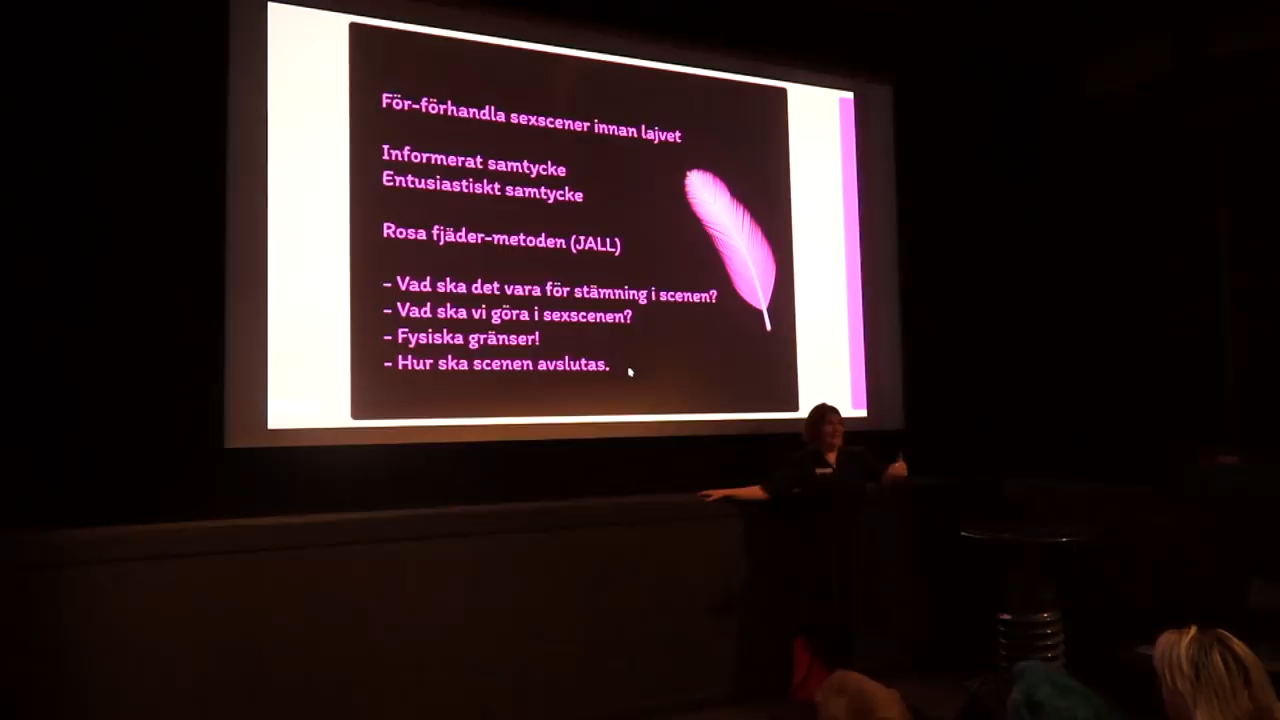 För-förhandla sexscener innan lajvet
Informerat samtycke
Entusiastiskt samtycke
Rosa fjäder-metoden (JALL)
- Vad ska det vara för stämning i scenen?
- Vad ska vi göra i sexscenen?
- Fysiska gränser!
- Hur ska scenen avslutas.